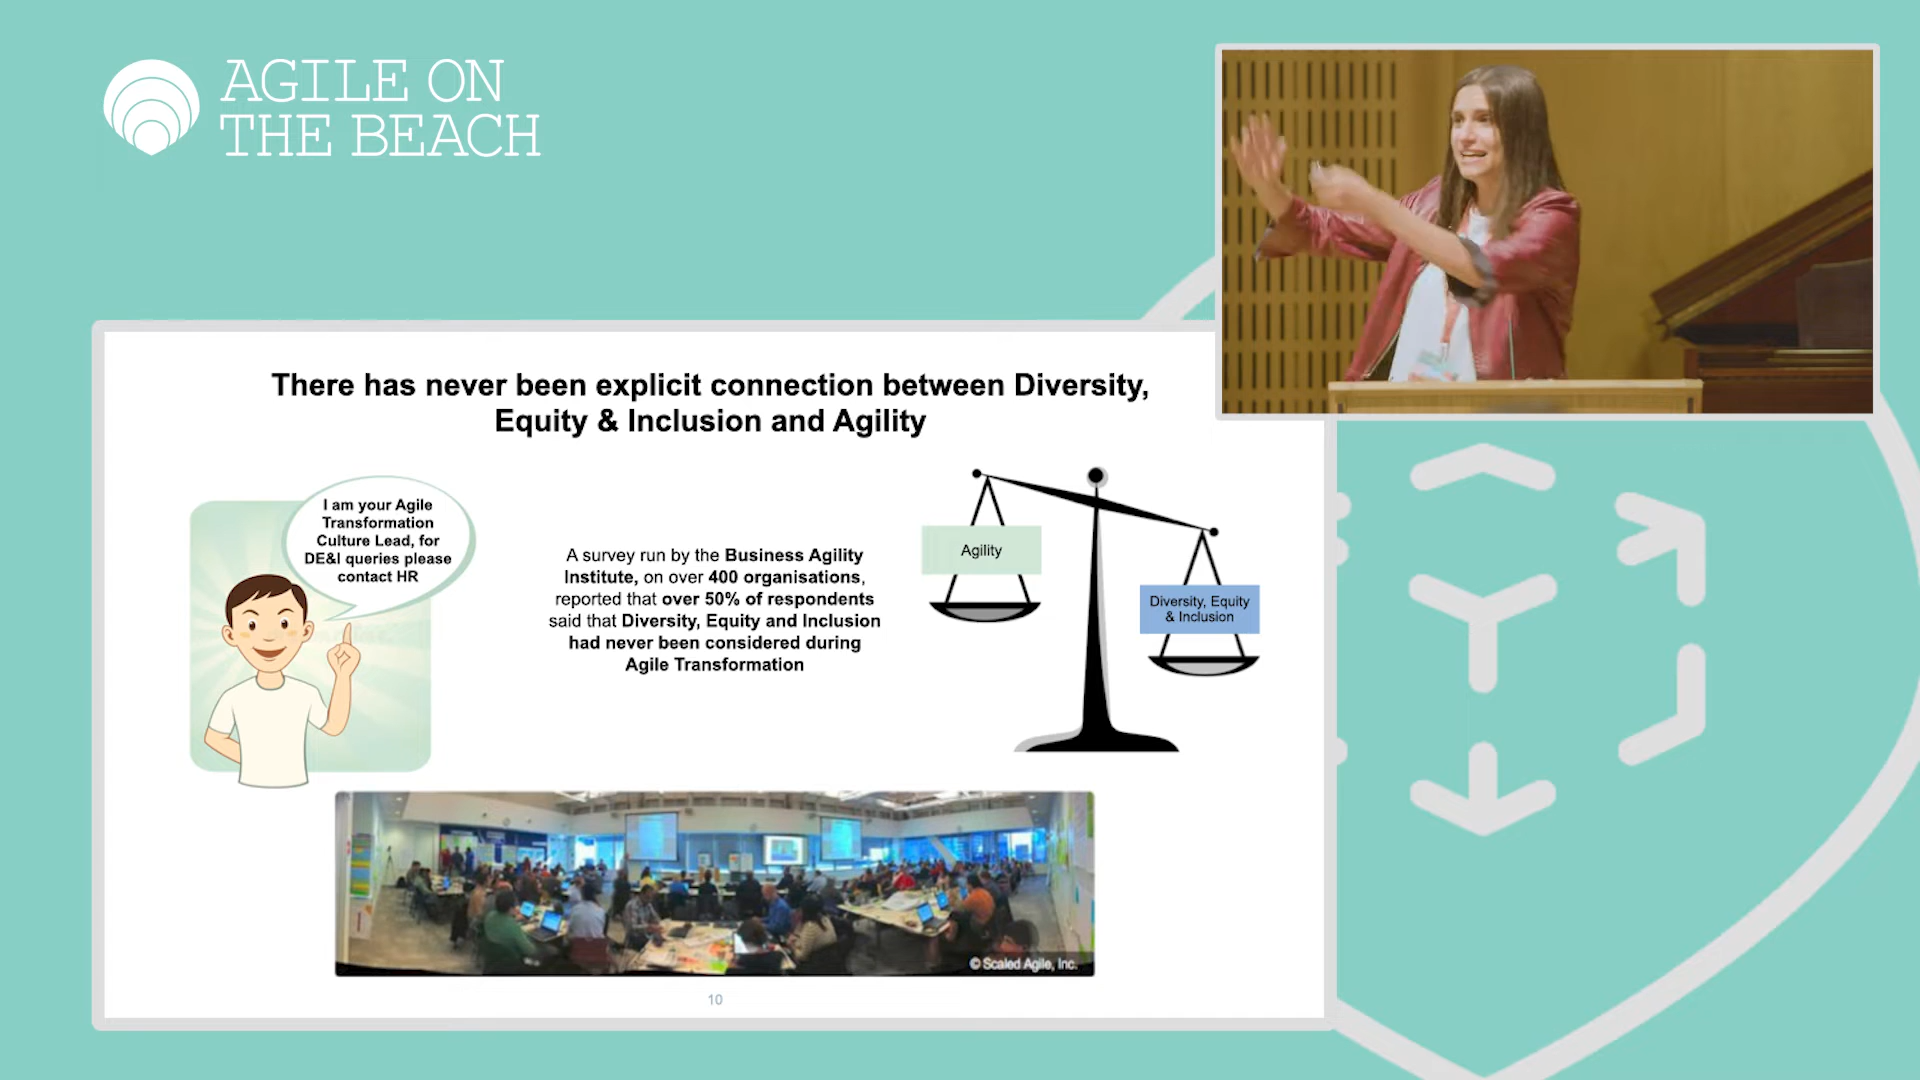 AGILE ON
THE BEACH
There has never been explicit connection between Diversity,
Equity & Inclusion and Agility
I am your Agile
Transformation
Culture Lead, for
DE&I queries please
contact HR
A survey run by the Business Agility
Institute, on over 400 organisations,
reported that over 50% of respondents
said that Diversity, Equity and Inclusion
had never been considered during
Agile Transformation
Agility
Diversity, Equity
& Inclusion
© Scaled Agile, Inc.
10